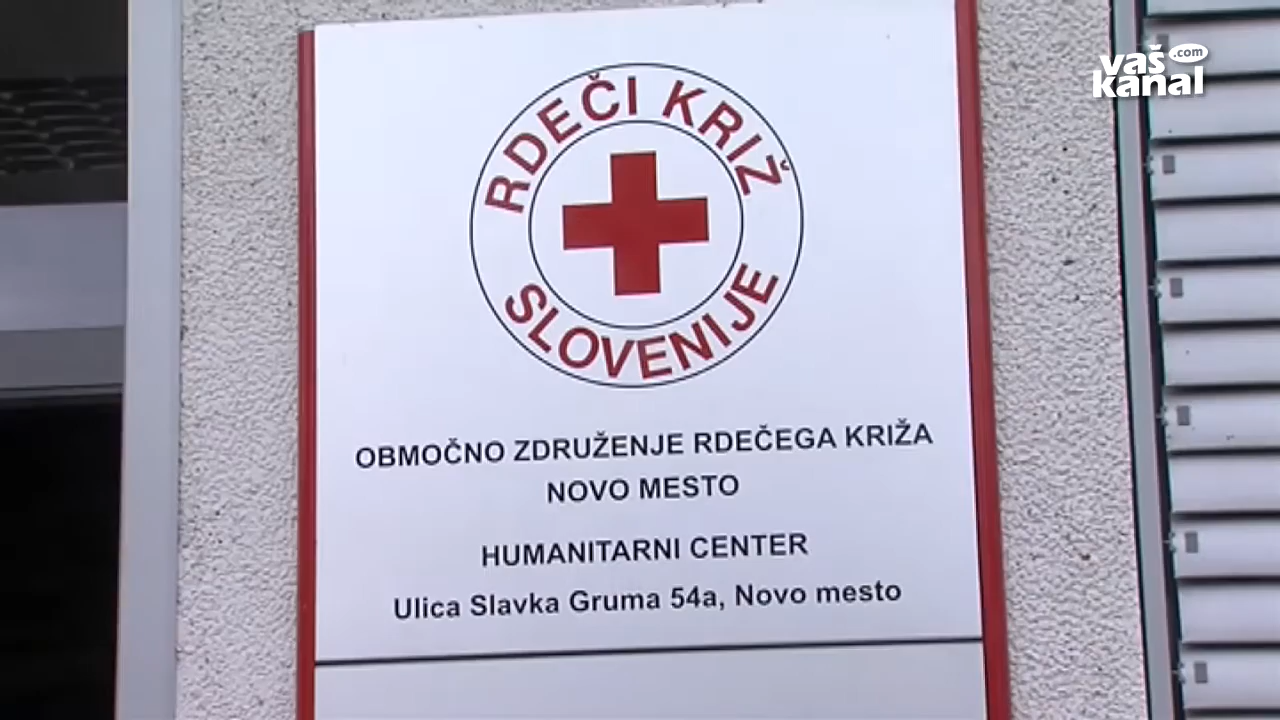 vaš
.com
kanal
RDEČI KRIŽ
SLOVENIJE
OBMOČNO ZDRUŽENJE RDEČEGA KRIŽA
NOVO MESTO
HUMANITARNI CENTER
Ulica Slavka Gruma 54a, Novo mesto